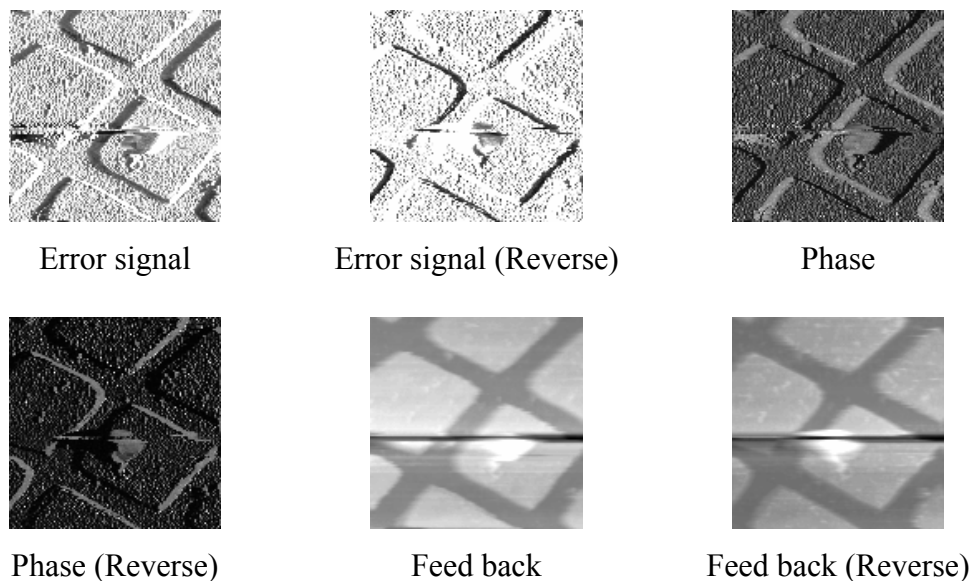 Error signal
Error signal (Reverse)
Phase
Phase (Reverse)
Feed back
Feed back (Reverse)